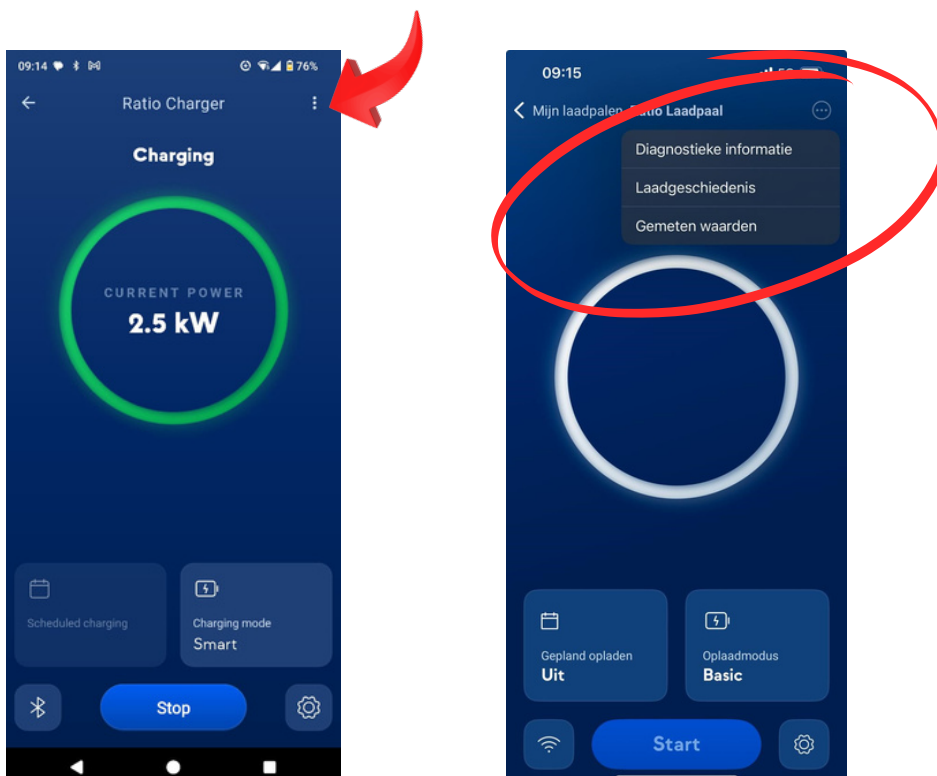 09:14
76%
Ratio Charger
Charging
CURRENT POWER
2.5 kW
Scheduled charging
Charging mode
Smart
Stop
09:15
Mijn laadpalen
Ratio Laadpaal
Diagnostieke informatie
Laadgeschiedenis
Gemeten waarden
Gepland opladen
Uit
Oplaadmodus
Basic
Start